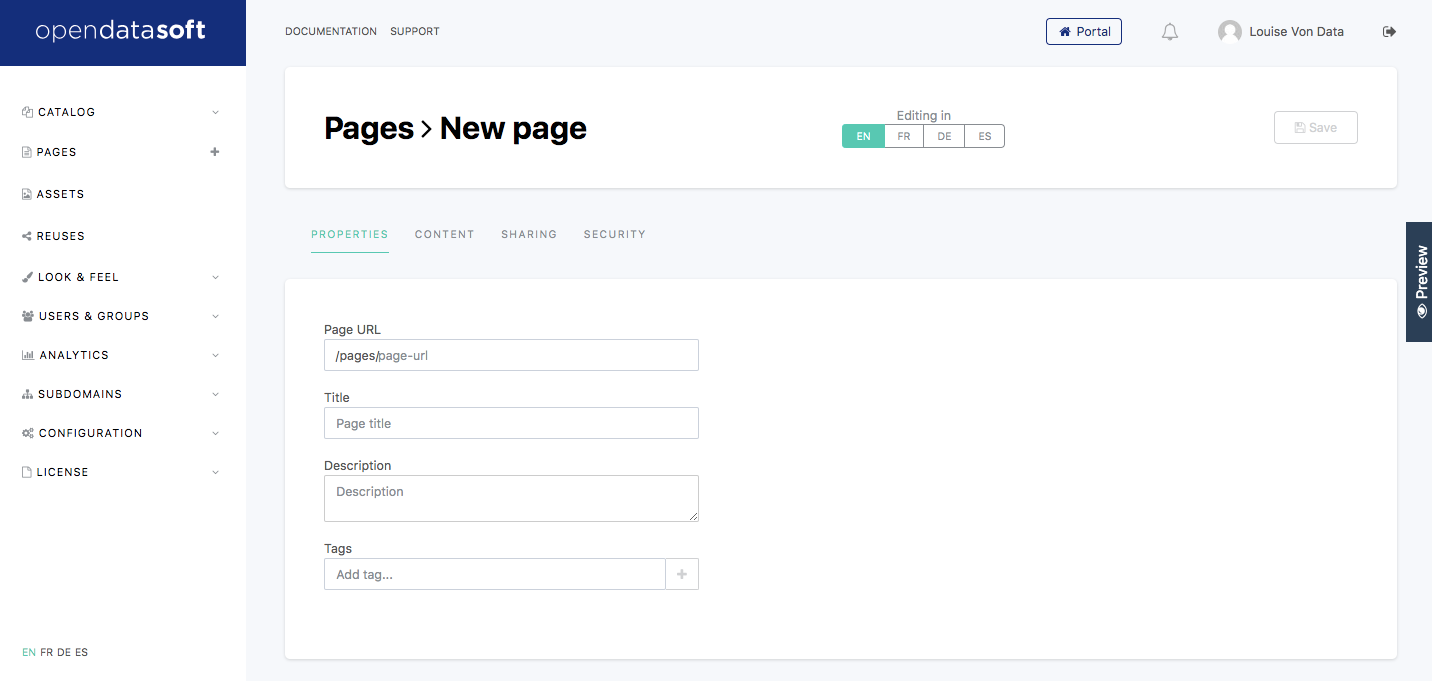 opendatasoft
DOCUMENTATION SUPPORT
Portal
Louise Von Data
CATALOG
PAGES
ASSETS
REUSES
LOOK & FEEL
USERS & GROUPS
ANALYTICS
SUBDOMAINS
CONFIGURATION
LICENSE
EN FR DE ES
Pages > New page
Editing in
EN FR DE ES
Save
PROPERTIES CONTENT SHARING SECURITY
Page URL
/pages/page-url
Title
Page title
Description
Description
Tags
Add tag...
Preview